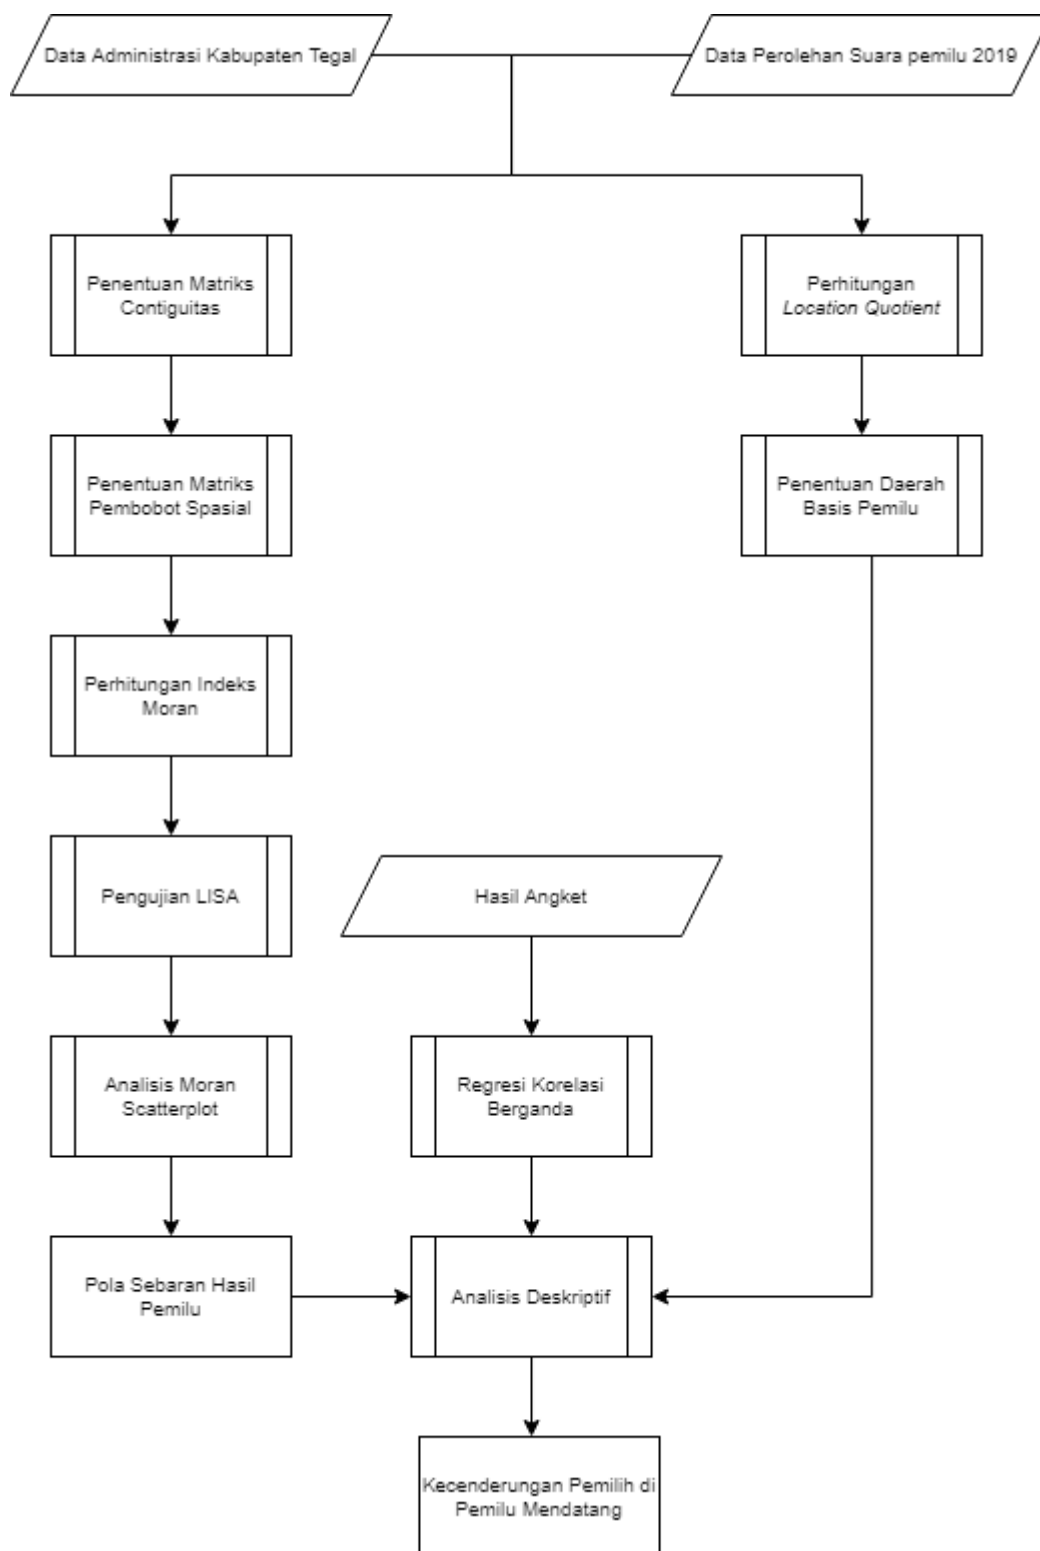 Data Administrasi Kabupaten Tegal
Data Perolehan Suara pemilu 2019
Penentuan Matriks
Contiguitas
Perhitungan
Location Quotient
Penentuan Matriks
Pembobot Spasial
Penentuan Daerah
Basis Pemilu
Perhitungan Indeks
Moran
Pengujian LISA
Hasil Angket
Analisis Moran
Scatterplot
Regresi Korelasi
Berganda
Pola Sebaran Hasil
Pemilu
Analisis Deskriptif
Kecenderungan Pemilih di
Pemilu Mendatang